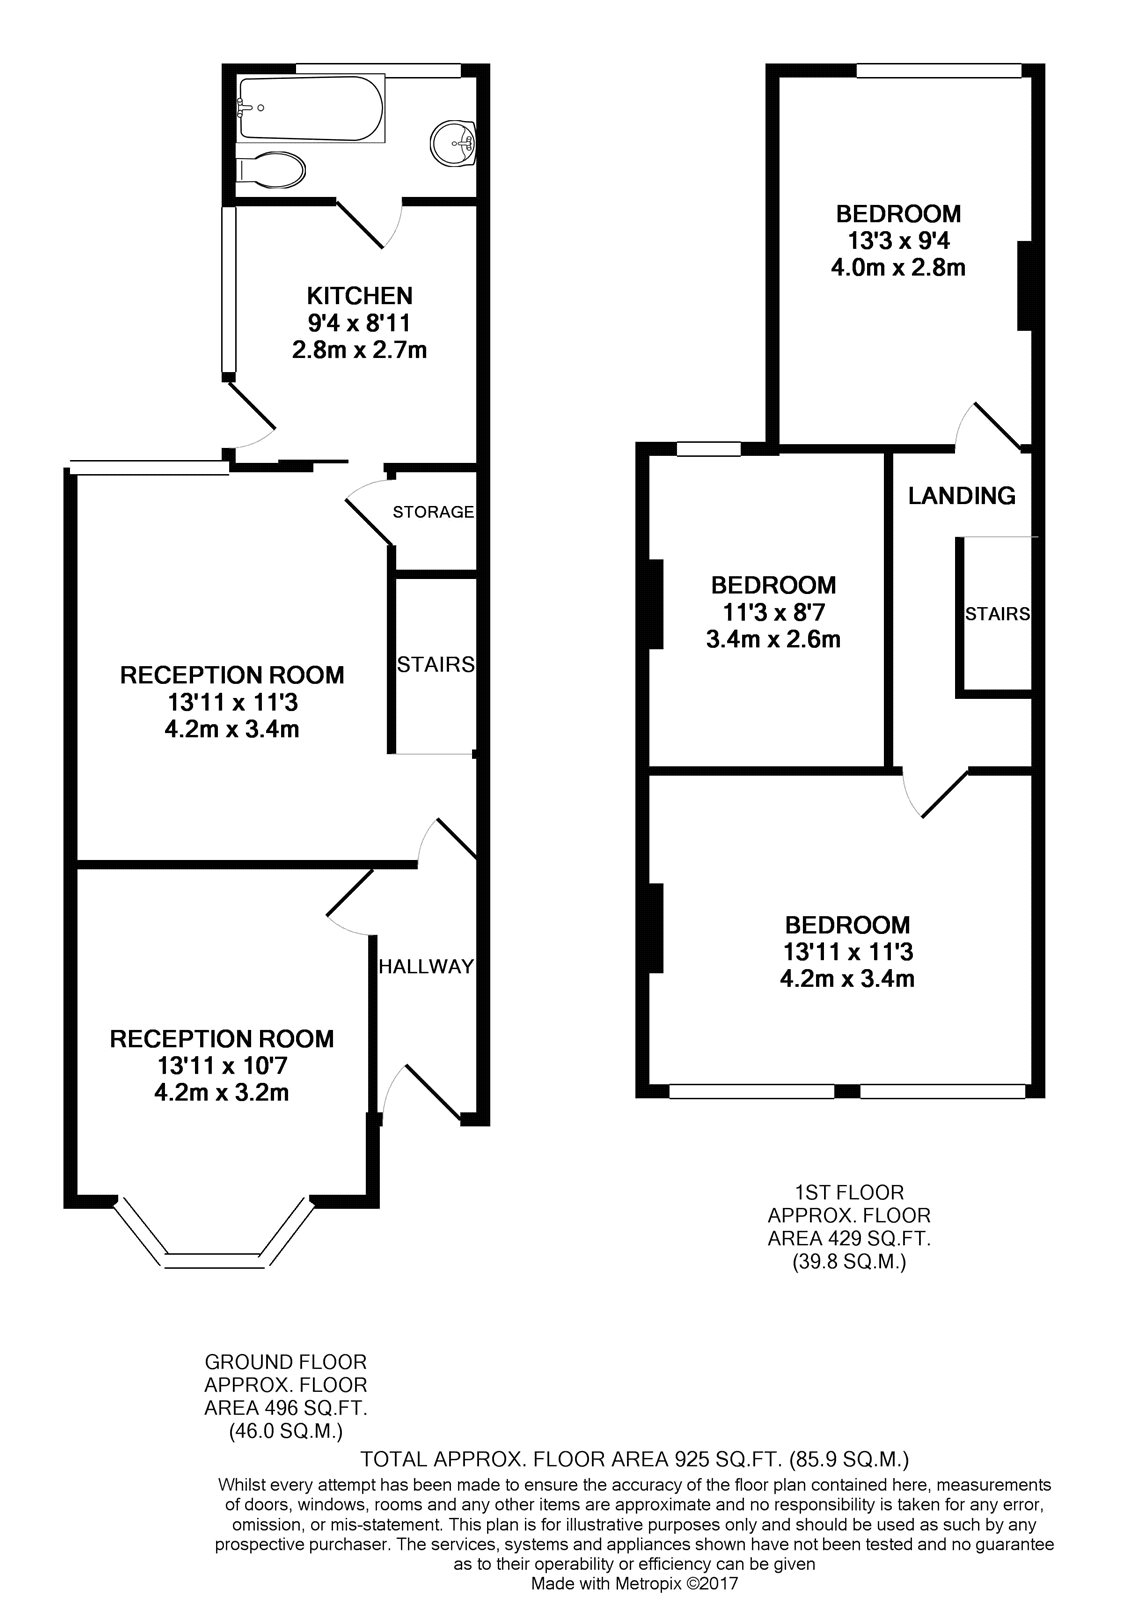 KITCHEN
9'4 x 8'11
2.8m x 2.7m
STORAGE
STAIRS
RECEPTION ROOM
13'11 x 11'3
4.2m x 3.4m
HALLWAY
RECEPTION ROOM
13'11 x 10'7
4.2m x 3.2m
GROUND FLOOR
APPROX. FLOOR
AREA 496 SQ.FT.
(46.0 SQ.M.)
BEDROOM
13'3 x 9'4
4.0m x 2.8m
LANDING
BEDROOM
11'3 x 8'7
3.4m x 2.6m
STAIRS
BEDROOM
13'11 x 11'3
4.2m x 3.4m
1ST FLOOR
APPROX. FLOOR
AREA 429 SQ.FT.
(39.8 SQ.M.)
TOTAL APPROX. FLOOR AREA 925 SQ.FT. (85.9 SQ.M.)
Whilst every attempt has been made to ensure the accuracy of the floor plan contained here, measurements
of doors, windows, rooms and any other items are approximate and no responsibility is taken for any error,
omission, or mis-statement. This plan is for illustrative purposes only and should be used as such by any
prospective purchaser. The services, systems and appliances shown have not been tested and no guarantee
as to their operability or efficiency can be given
Made with Metropix ©2017